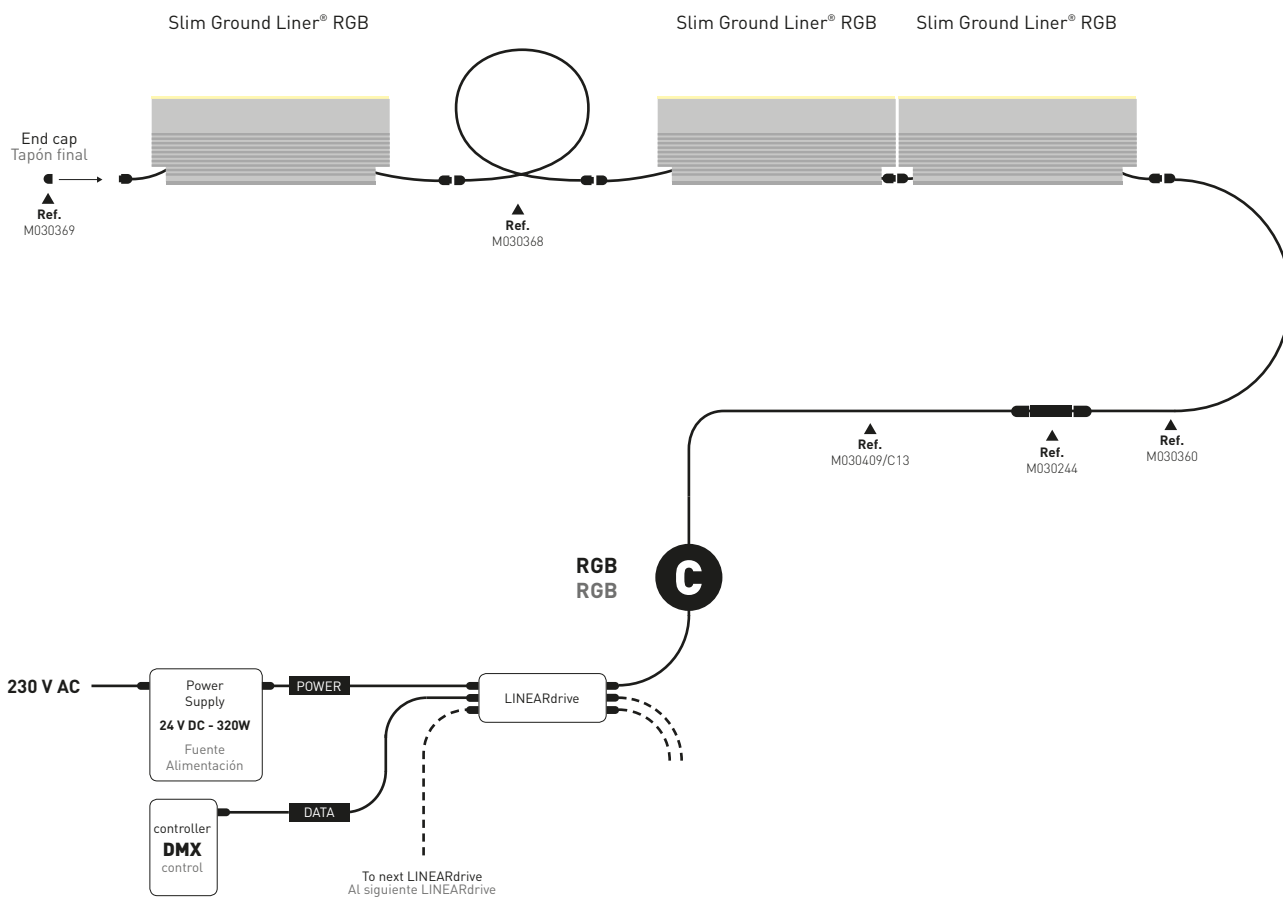 Slim Ground Liner® RGB
Slim Ground Liner® RGB
Slim Ground Liner® RGB
End cap
Tapón final
Ref.
M030369
Ref.
M030368
Ref.
M030409/C13
Ref.
M030244
Ref.
M030360
RGB
RGB
C
230 V AC
Power
Supply
24 V DC - 320W
Fuente
Alimentación
POWER
LINEARdrive
controller
DMX
control
DATA
To next LINEARdrive
Al siguiente LINEARdrive